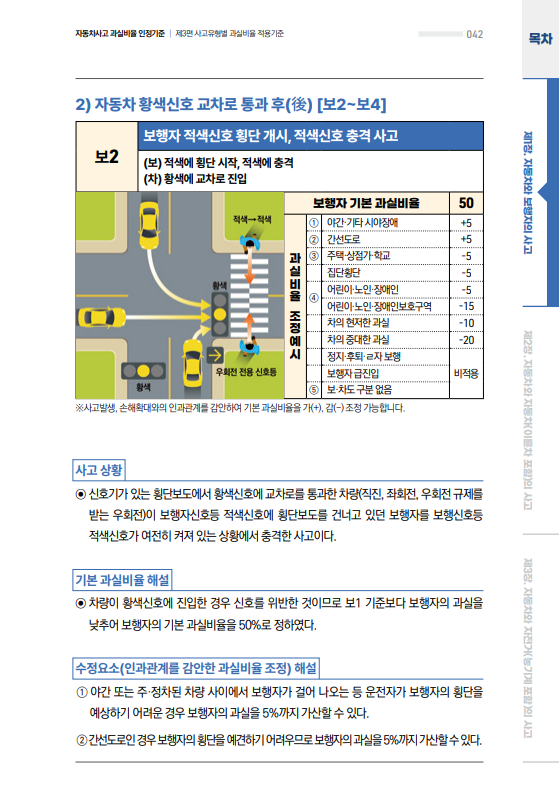 자동차사고 과실비율 인정기준 | 제3편 사고유형별 과실비율 적용기준
042
목차
2) 자동차 황색신호 교차로 통과 후(後) [보2~보4]
보2
보행자 적색신호 횡단 개시, 적색신호 충격 사고
(보) 적색에 횡단 시작, 적색에 충격
(차) 황색에 교차로 진입
적색→적색
황색
우회전 전용 신호등
황색
보행자 기본 과실비율 50
과실비율 조정예시
① 야간·기타 시야장애 +5
② 간선도로 +5
③ 주택·상점가·학교 -5
집단횡단 -5
④ 어린이·노인·장애인 -5
어린이·노인·장애인보호구역 -15
차의 현저한 과실 -10
차의 중대한 과실 -20
정지·후퇴·ㄹ자 보행
보행자 급진입 비적용
⑤ 보·차도 구분 없음
※사고발생, 손해확대와의 인과관계를 감안하여 기본 과실비율을 가(+), 감(-) 조정 가능합니다.
사고 상황
◉ 신호기가 있는 횡단보도에서 황색신호에 교차로를 통과한 차량(직진, 좌회전, 우회전 규제를
받는 우회전)이 보행자신호등 적색신호에 횡단보도를 건너고 있던 보행자를 보행신호등
적색신호가 여전히 켜져 있는 상황에서 충격한 사고이다.
기본 과실비율 해설
◉ 차량이 황색신호에 진입한 경우 신호를 위반한 것이므로 보1 기준보다 보행자의 과실을
낮추어 보행자의 기본 과실비율을 50%로 정하였다.
수정요소(인과관계를 감안한 과실비율 조정) 해설
① 야간 또는 주·정차된 차량 사이에서 보행자가 걸어 나오는 등 운전자가 보행자의 횡단을
예상하기 어려운 경우 보행자의 과실을 5%까지 가산할 수 있다.
② 간선도로인 경우 보행자의 횡단을 예견하기 어려우므로 보행자의 과실을 5%까지 가산할 수 있다.
제1장. 자동차와 보행자의 사고
제2장. 자동차와 자동차(이륜차 포함)의 사고
제3장. 자동차와 자전거(농기계 포함)의 사고